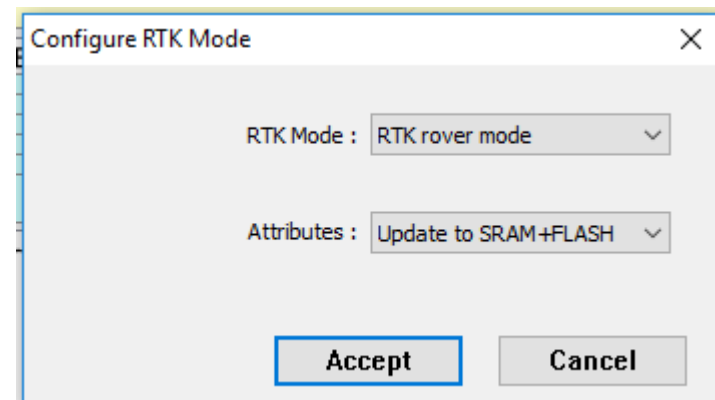 Configure RTK Mode
RTK Mode : RTK rover mode
Attributes : Update to SRAM+FLASH
Accept Cancel